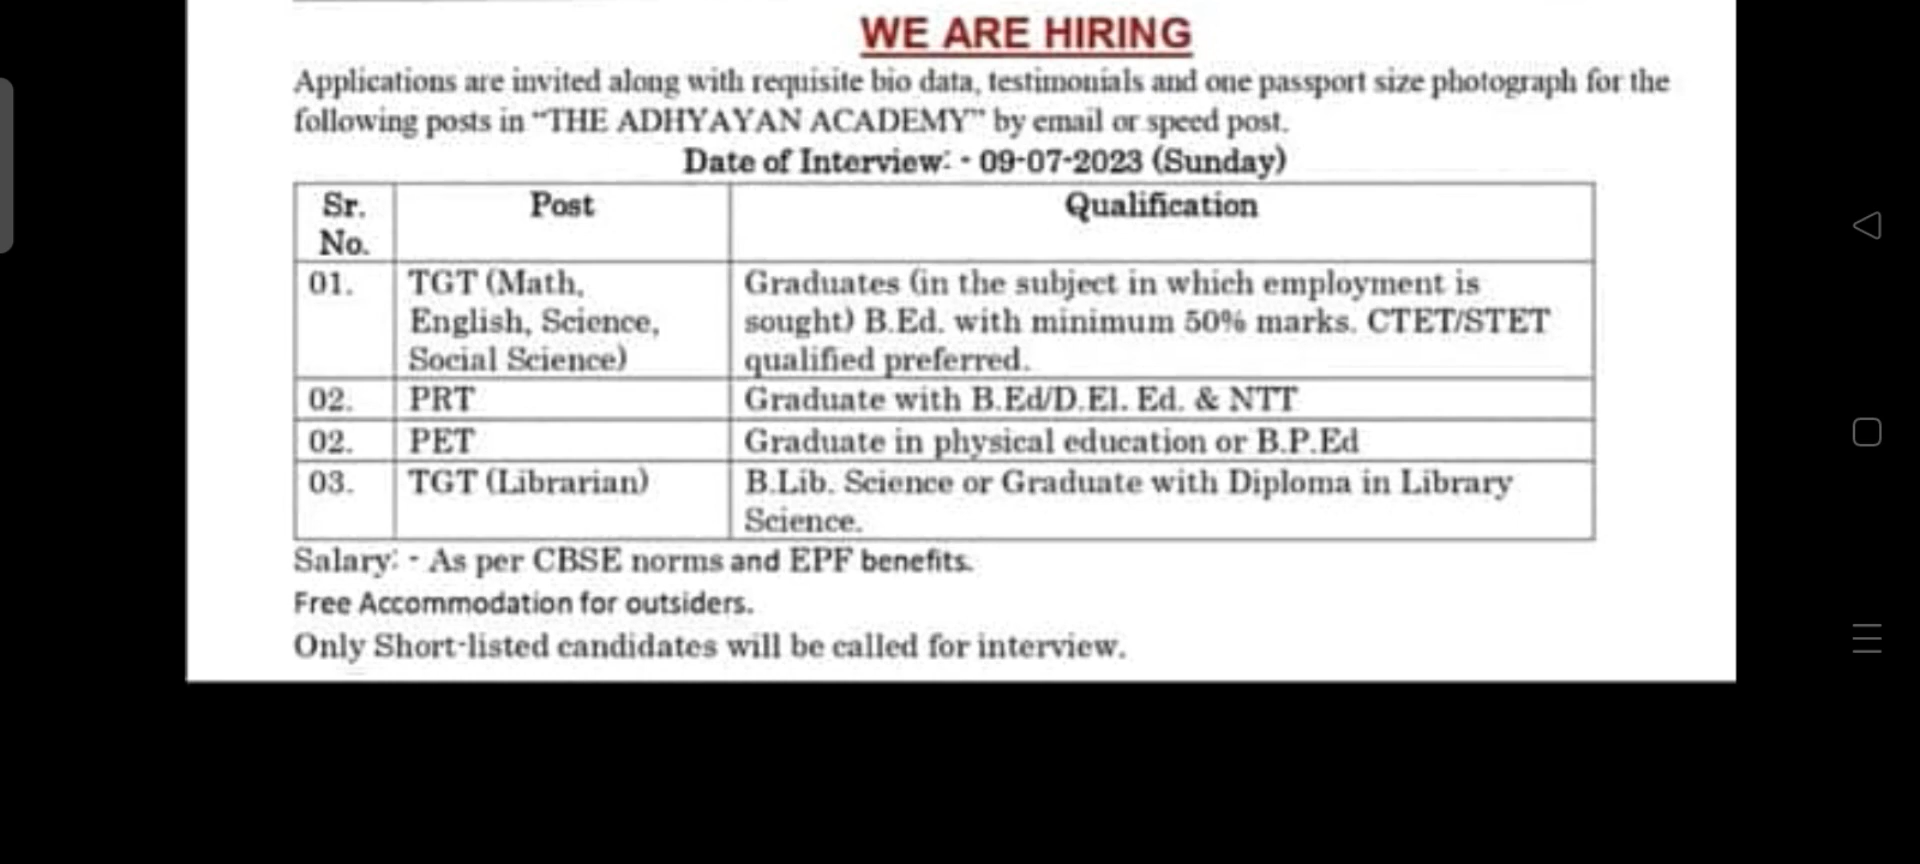 WE ARE HIRING
Applications are invited along with requisite bio data, testimonials and one passport size photograph for the
following posts in "THE ADHYAYAN ACADEMY" by email or speed post.
Date of Interview: - 09-07-2023 (Sunday)
Sr. No. Post Qualification
01. TGT (Math, English, Science, Social Science) Graduates (in the subject in which employment is sought) B.Ed. with minimum 50% marks. CTET/STET qualified preferred.
02. PRT Graduate with B.Ed/D.El. Ed. & NTT
02. PET Graduate in physical education or B.P.Ed
03. TGT (Librarian) B.Lib. Science or Graduate with Diploma in Library Science.
Salary: - As per CBSE norms and EPF benefits.
Free Accommodation for outsiders.
Only Short-listed candidates will be called for interview.